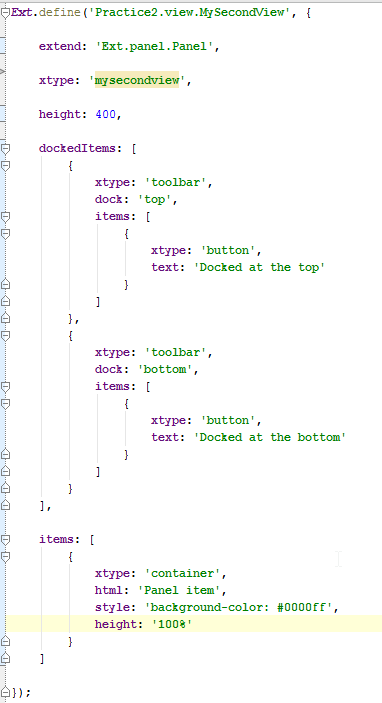 Ext.define('Practice2.view.MySecondView', {
extend: 'Ext.panel.Panel',
xtype: 'mysecondview',
height: 400,
dockedItems: [
{
xtype: 'toolbar',
dock: 'top',
items: [
{
xtype: 'button',
text: 'Docked at the top'
}
]
},
{
xtype: 'toolbar',
dock: 'bottom',
items: [
{
xtype: 'button',
text: 'Docked at the bottom'
}
]
}
],
items: [
{
xtype: 'container',
html: 'Panel item',
style: 'background-color: #0000ff',
height: '100%'
}
]
});